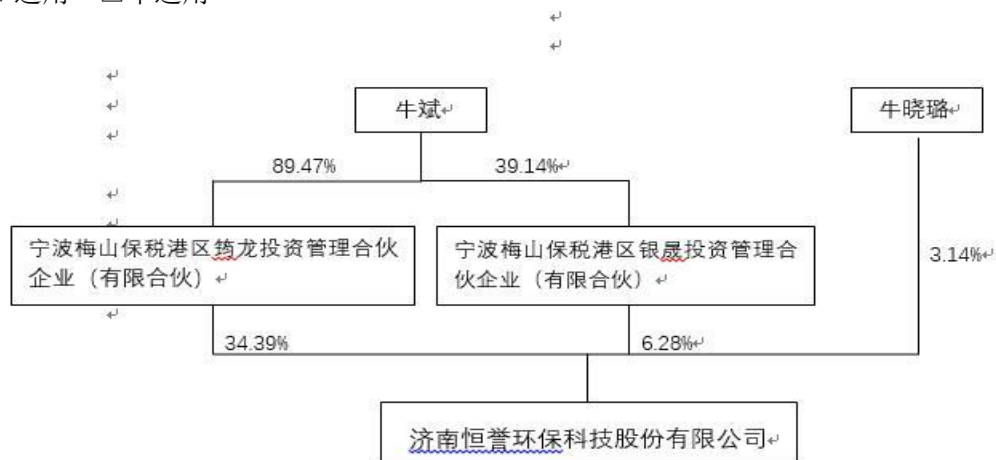 牛斌
牛晓璐
89.47%
39.14%
宁波梅山保税港区筠龙投资管理合伙
企业（有限合伙）
宁波梅山保税港区银晟投资管理合
伙企业（有限合伙）
3.14%
34.39%
6.28%
济南恒誉环保科技股份有限公司